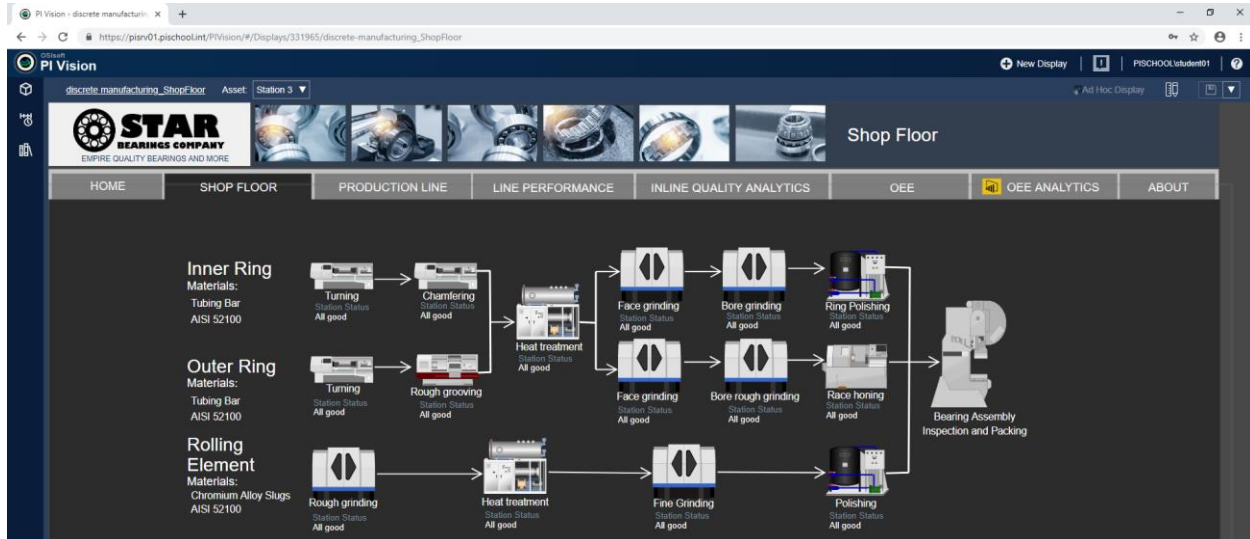 PI Vision - discrete manufacturin
https://pisrv01.pischool.int/PIVision/#/Displays/331965/discrete-manufacturing_ShopFloor
OSIsoft
PI Vision
New Display
PISCHOOL\student01
discrete manufacturing_ShopFloor
Asset: Station 3
Ad Hoc Display
STAR
BEARINGS COMPANY
EMPIRE QUALITY BEARINGS AND MORE
Shop Floor
HOME
SHOP FLOOR
PRODUCTION LINE
LINE PERFORMANCE
INLINE QUALITY ANALYTICS
OEE
OEE ANALYTICS
ABOUT
Inner Ring
Materials:
Tubing Bar
AISI 52100
Turning
Station Status
All good
Chamfering
Station Status
All good
Heat treatment
Station Status
All good
Face grinding
Station Status
All good
Bore grinding
Station Status
All good
Ring Polishing
Station Status
All good
Outer Ring
Materials:
Tubing Bar
AISI 52100
Turning
Station Status
All good
Rough grooving
Station Status
All good
Face grinding
Station Status
All good
Bore rough grinding
Station Status
All good
Race honing
Station Status
All good
Bearing Assembly
Inspection and Packing
Rolling
Element
Materials:
Chromium Alloy Slugs
AISI 52100
Rough grinding
Station Status
All good
Heat treatment
Station Status
All good
Fine Grinding
Station Status
All good
Polishing
Station Status
All good